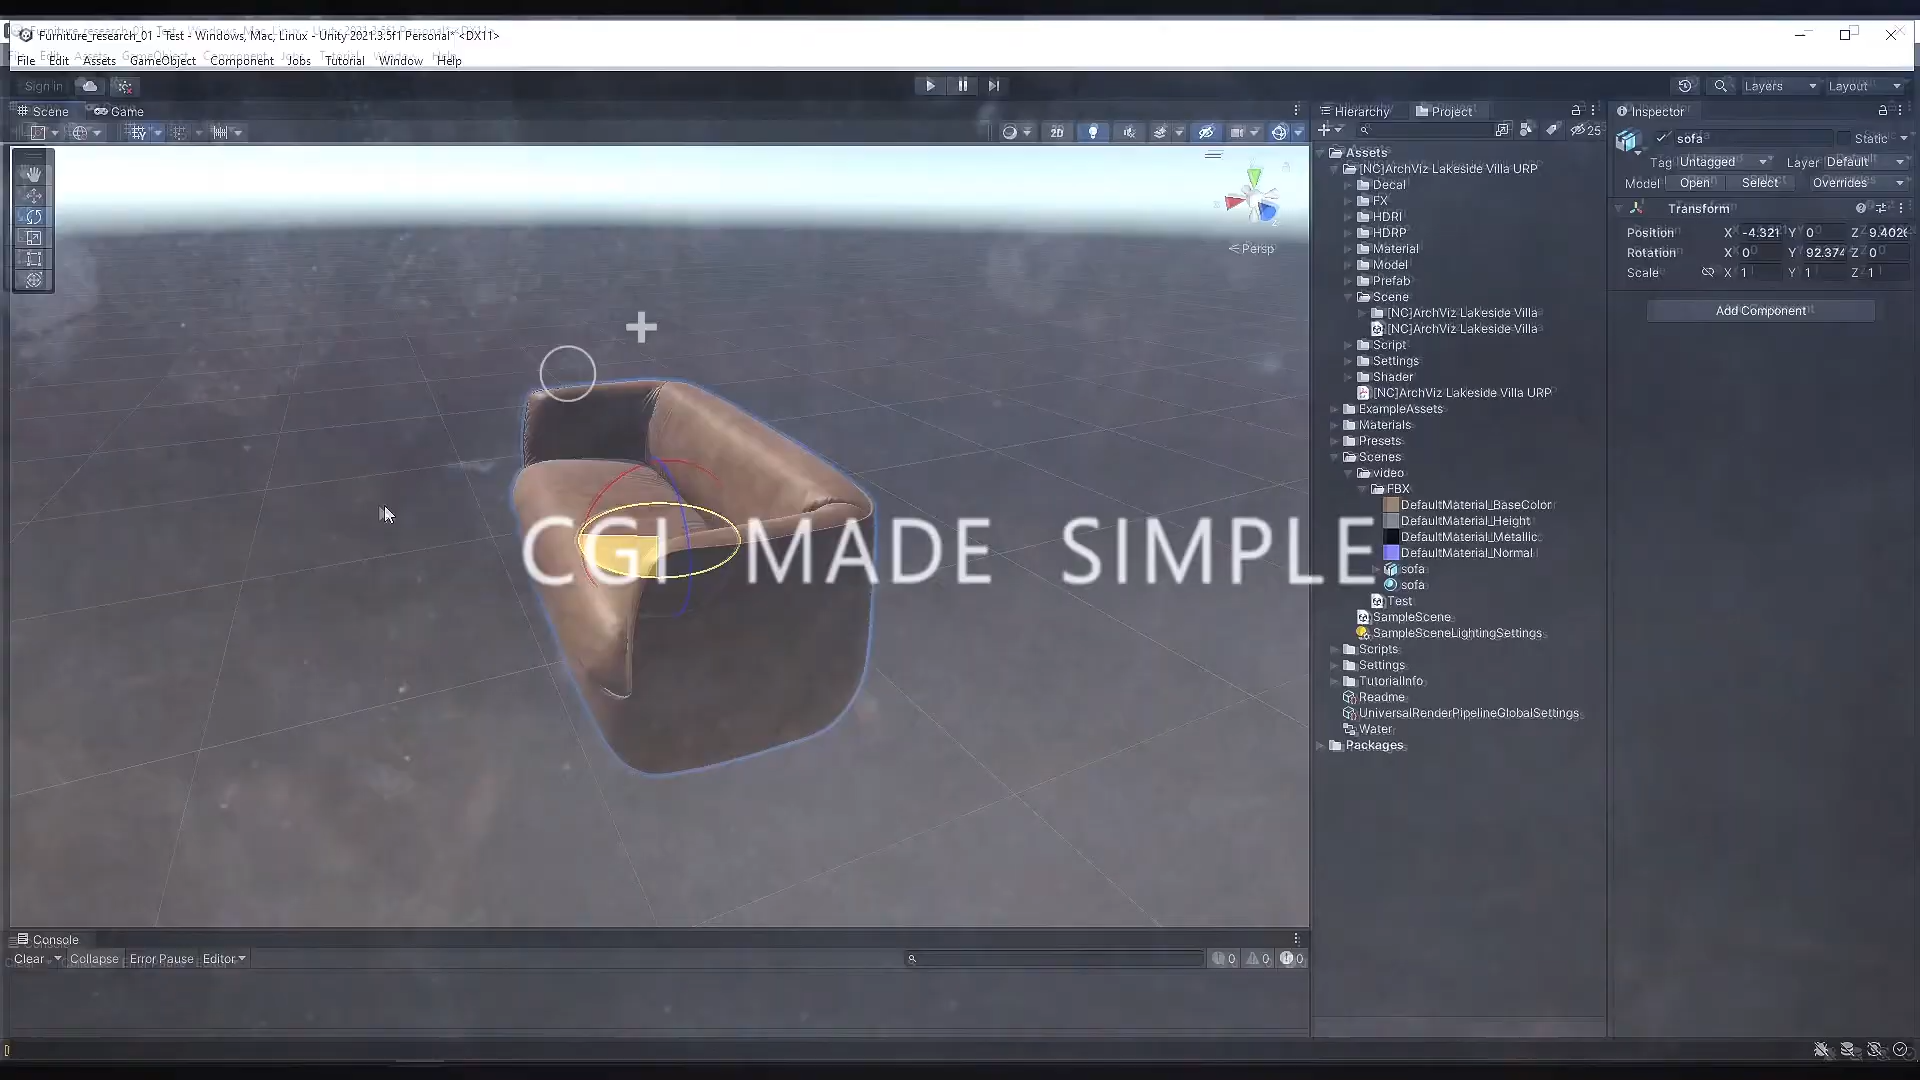 Furniture_research_01 - Test - Windows, Mac, Linux - Unity 2021.3.5f1 Personal* <DX11>
File Edit Assets GameObject Component Jobs Tutorial Window Help
Sign in
Layers Layout
Scene Game
Hierarchy Project
Inspector
2D
25
sofa Static
Tag Untagged Layer Default
Model Open Select Overrides
Transform
Position X -4.321 Y 0 Z 9.402
Rotation X 0 Y 92.374 Z 0
Scale X 1 Y 1 Z 1
Add Component
Persp
Assets
[NC]ArchViz Lakeside Villa URP
Decal
FX
HDRI
HDRP
Material
Model
Prefab
Scene
[NC]ArchViz Lakeside Villa
[NC]ArchViz Lakeside Villa
Script
Settings
Shader
[NC]ArchViz Lakeside Villa URP
ExampleAssets
Materials
Presets
Scenes
video
FBX
DefaultMaterial_BaseColor
DefaultMaterial_Height
DefaultMaterial_Metallic
DefaultMaterial_Normal
sofa
sofa
Test
SampleScene
SampleSceneLightingSettings
Scripts
Settings
TutorialInfo
Readme
UniversalRenderPipelineGlobalSettings
Water
Packages
CGI MADE SIMPLE
Console
Clear Collapse Error Pause Editor
0 0 0